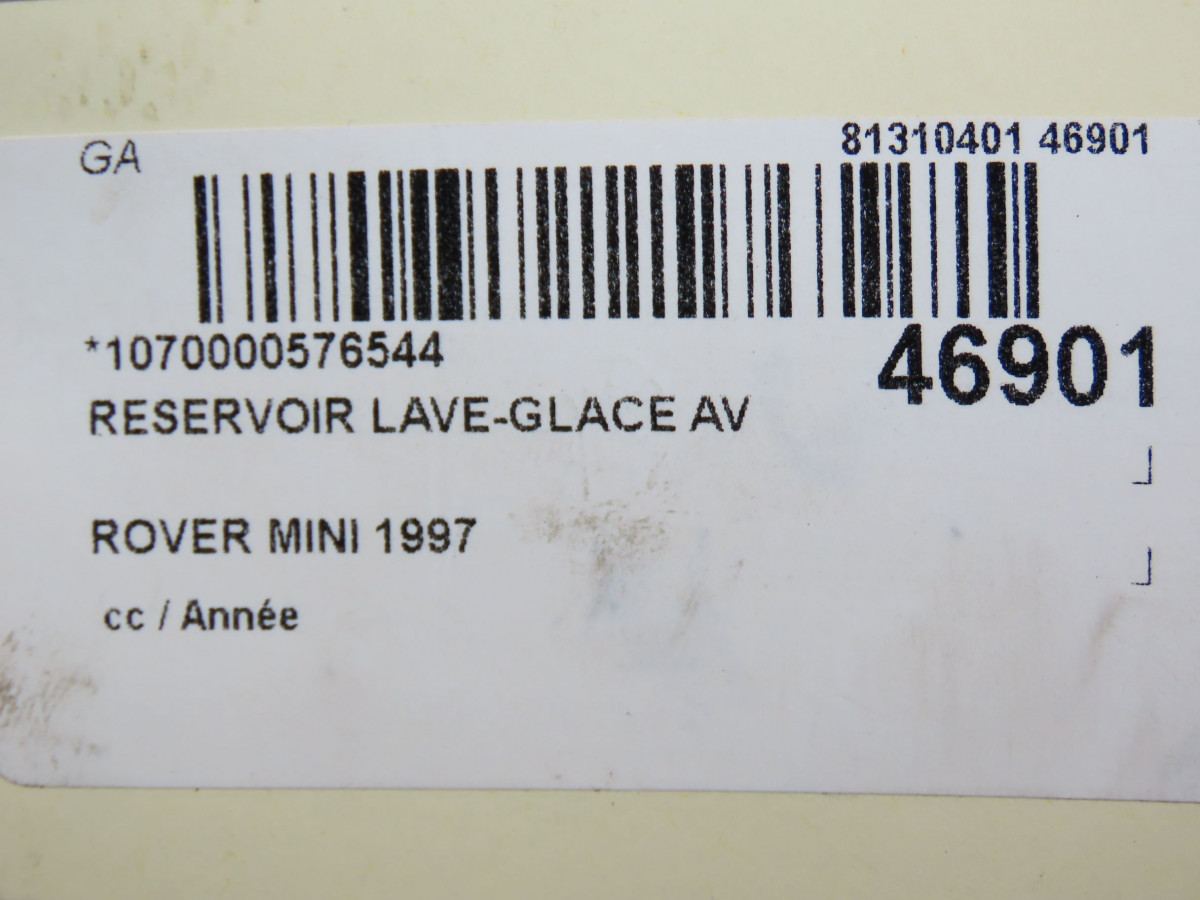 GA
81310401 46901
*1070000576544
46901
RESERVOIR LAVE-GLACE AV
ROVER MINI 1997
cc / Année